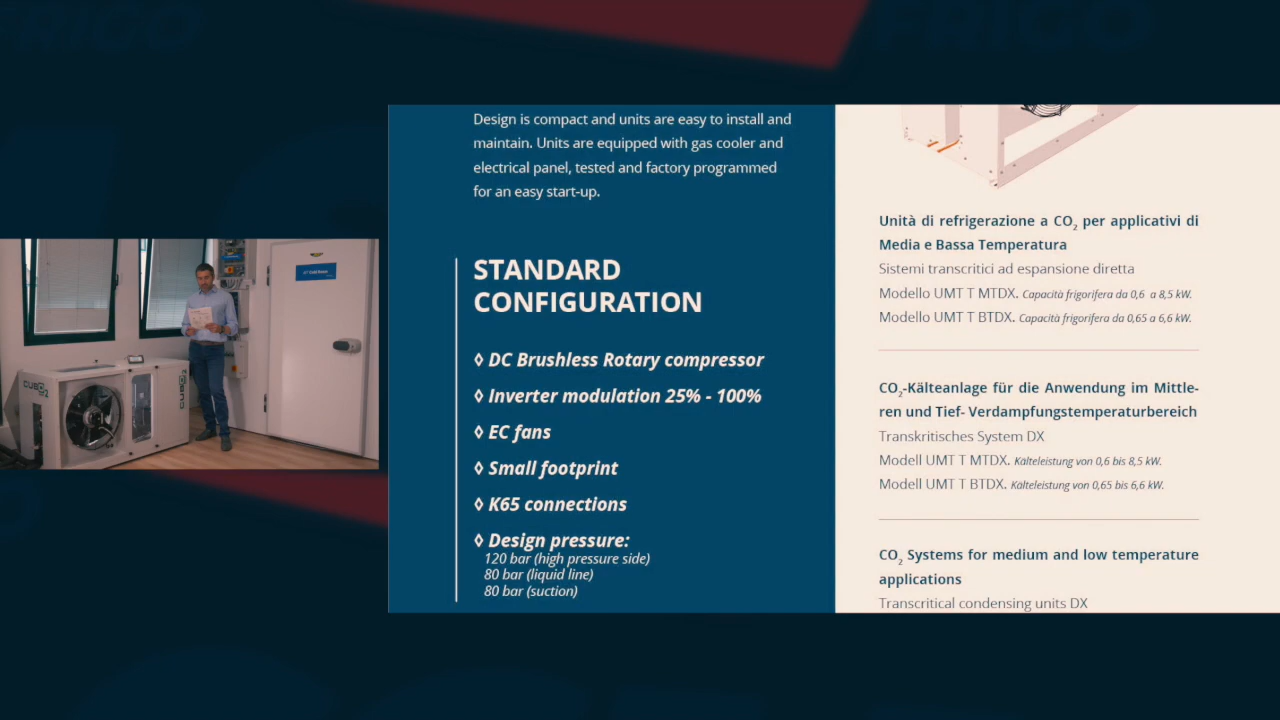 FRIGO
FRIGO
CUBO2
Design is compact and units are easy to install and
maintain. Units are equipped with gas cooler and
electrical panel, tested and factory programmed
for an easy start-up.
STANDARD
CONFIGURATION
◊ DC Brushless Rotary compressor
◊ Inverter modulation 25% - 100%
◊ EC fans
◊ Small footprint
◊ K65 connections
◊ Design pressure:
120 bar (high pressure side)
80 bar (liquid line)
80 bar (suction)
Unità di refrigerazione a CO2 per applicativi di
Media e Bassa Temperatura
Sistemi transcritici ad espansione diretta
Modello UMT T MTDX. Capacità frigorifera da 0,6 a 8,5 kW.
Modello UMT T BTDX. Capacità frigorifera da 0,65 a 6,6 kW.
CO2-Kälteanlage für die Anwendung im Mittle-
ren und Tief- Verdampfungstemperaturbereich
Transkritisches System DX
Modell UMT T MTDX. Kälteleistung von 0,6 bis 8,5 kW.
Modell UMT T BTDX. Kälteleistung von 0,65 bis 6,6 kW.
CO2 Systems for medium and low temperature
applications
Transcritical condensing units DX